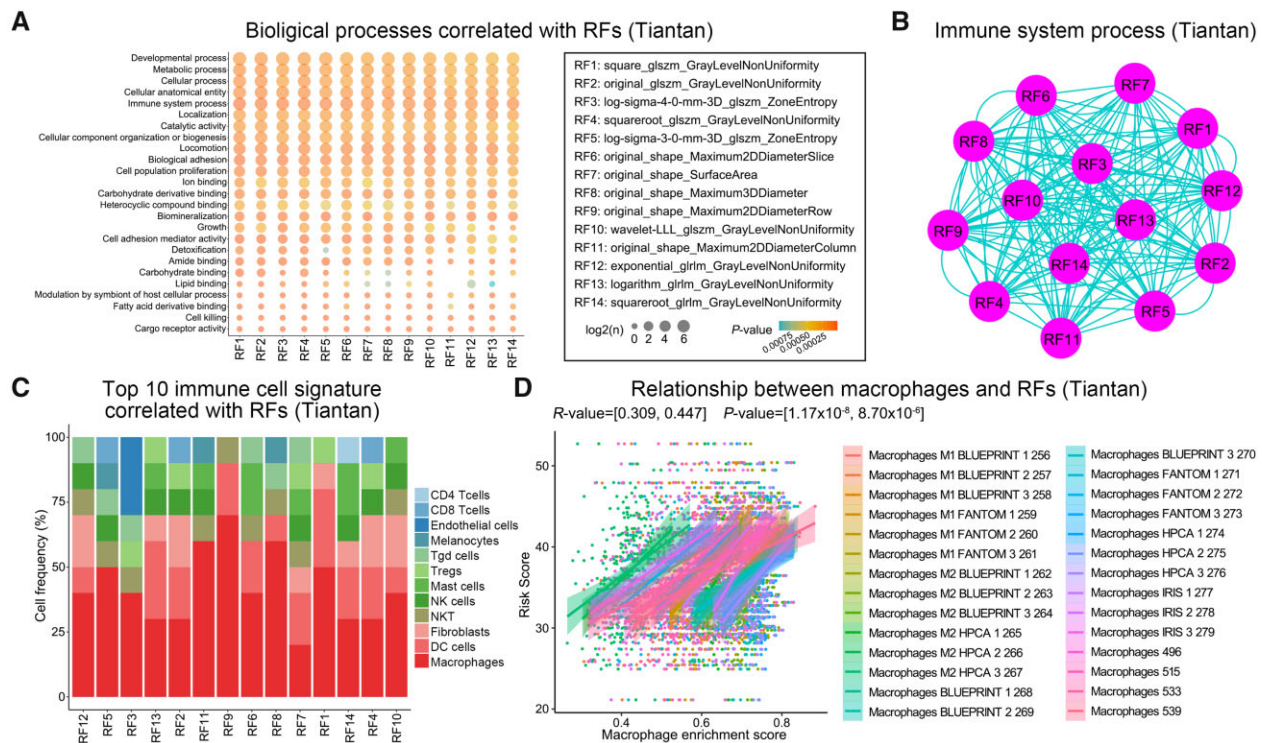 A
Bioligical processes correlated with RFs (Tiantan)
Developmental process
Metabolic process
Cellular process
Cellular anatomical entity
Immune system process
Localization
Catalytic activity
Cellular component organization or biogenesis
Locomotion
Biological adhesion
Cell population proliferation
Ion binding
Carbohydrate derivative binding
Heterocyclic compound binding
Biomineralization
Growth
Cell adhesion mediator activity
Detoxification
Amide binding
Carbohydrate binding
Lipid binding
Modulation by symbiont of host cellular process
Fatty acid derivative binding
Cell killing
Cargo receptor activity
RF1 RF2 RF3 RF4 RF5 RF6 RF7 RF8 RF9 RF10 RF11 RF12 RF13 RF14
RF1: square_glszm_GrayLevelNonUniformity
RF2: original_glszm_GrayLevelNonUniformity
RF3: log-sigma-4-0-mm-3D_glszm_ZoneEntropy
RF4: squareroot_glszm_GrayLevelNonUniformity
RF5: log-sigma-3-0-mm-3D_glszm_ZoneEntropy
RF6: original_shape_Maximum2DDiameterSlice
RF7: original_shape_SurfaceArea
RF8: original_shape_Maximum3DDiameter
RF9: original_shape_Maximum2DDiameterRow
RF10: wavelet-LLL_glszm_GrayLevelNonUniformity
RF11: original_shape_Maximum2DDiameterColumn
RF12: exponential_glrlm_GrayLevelNonUniformity
RF13: logarithm_glrlm_GrayLevelNonUniformity
RF14: squareroot_glrlm_GrayLevelNonUniformity
log2(n)
0 2 4 6
P-value
0.00075 0.00050 0.00025
B
Immune system process (Tiantan)
RF7
RF6
RF1
RF8
RF3
RF12
RF10
RF13
RF9
RF14
RF2
RF4
RF5
RF11
C
Top 10 immune cell signature
correlated with RFs (Tiantan)
Cell frequency (%)
100
75
50
25
0
RF12 RF5 RF3 RF13 RF2 RF11 RF9 RF6 RF8 RF7 RF1 RF14 RF4 RF10
CD4 Tcells
CD8 Tcells
Endothelial cells
Melanocytes
Tgd cells
Tregs
Mast cells
NK cells
NKT
Fibroblasts
DC cells
Macrophages
D
Relationship between macrophages and RFs (Tiantan)
R-value=[0.309, 0.447] P-value=[1.17x10⁻⁸, 8.70x10⁻⁶]
Risk Score
50
40
30
20
0.4 0.6 0.8
Macrophage enrichment score
Macrophages M1 BLUEPRINT 1 256
Macrophages M1 BLUEPRINT 2 257
Macrophages M1 BLUEPRINT 3 258
Macrophages M1 FANTOM 1 259
Macrophages M1 FANTOM 2 260
Macrophages M1 FANTOM 3 261
Macrophages M2 BLUEPRINT 1 262
Macrophages M2 BLUEPRINT 2 263
Macrophages M2 BLUEPRINT 3 264
Macrophages M2 HPCA 1 265
Macrophages M2 HPCA 2 266
Macrophages M2 HPCA 3 267
Macrophages BLUEPRINT 1 268
Macrophages BLUEPRINT 2 269
Macrophages BLUEPRINT 3 270
Macrophages FANTOM 1 271
Macrophages FANTOM 2 272
Macrophages FANTOM 3 273
Macrophages HPCA 1 274
Macrophages HPCA 2 275
Macrophages HPCA 3 276
Macrophages IRIS 1 277
Macrophages IRIS 2 278
Macrophages IRIS 3 279
Macrophages 496
Macrophages 515
Macrophages 533
Macrophages 539